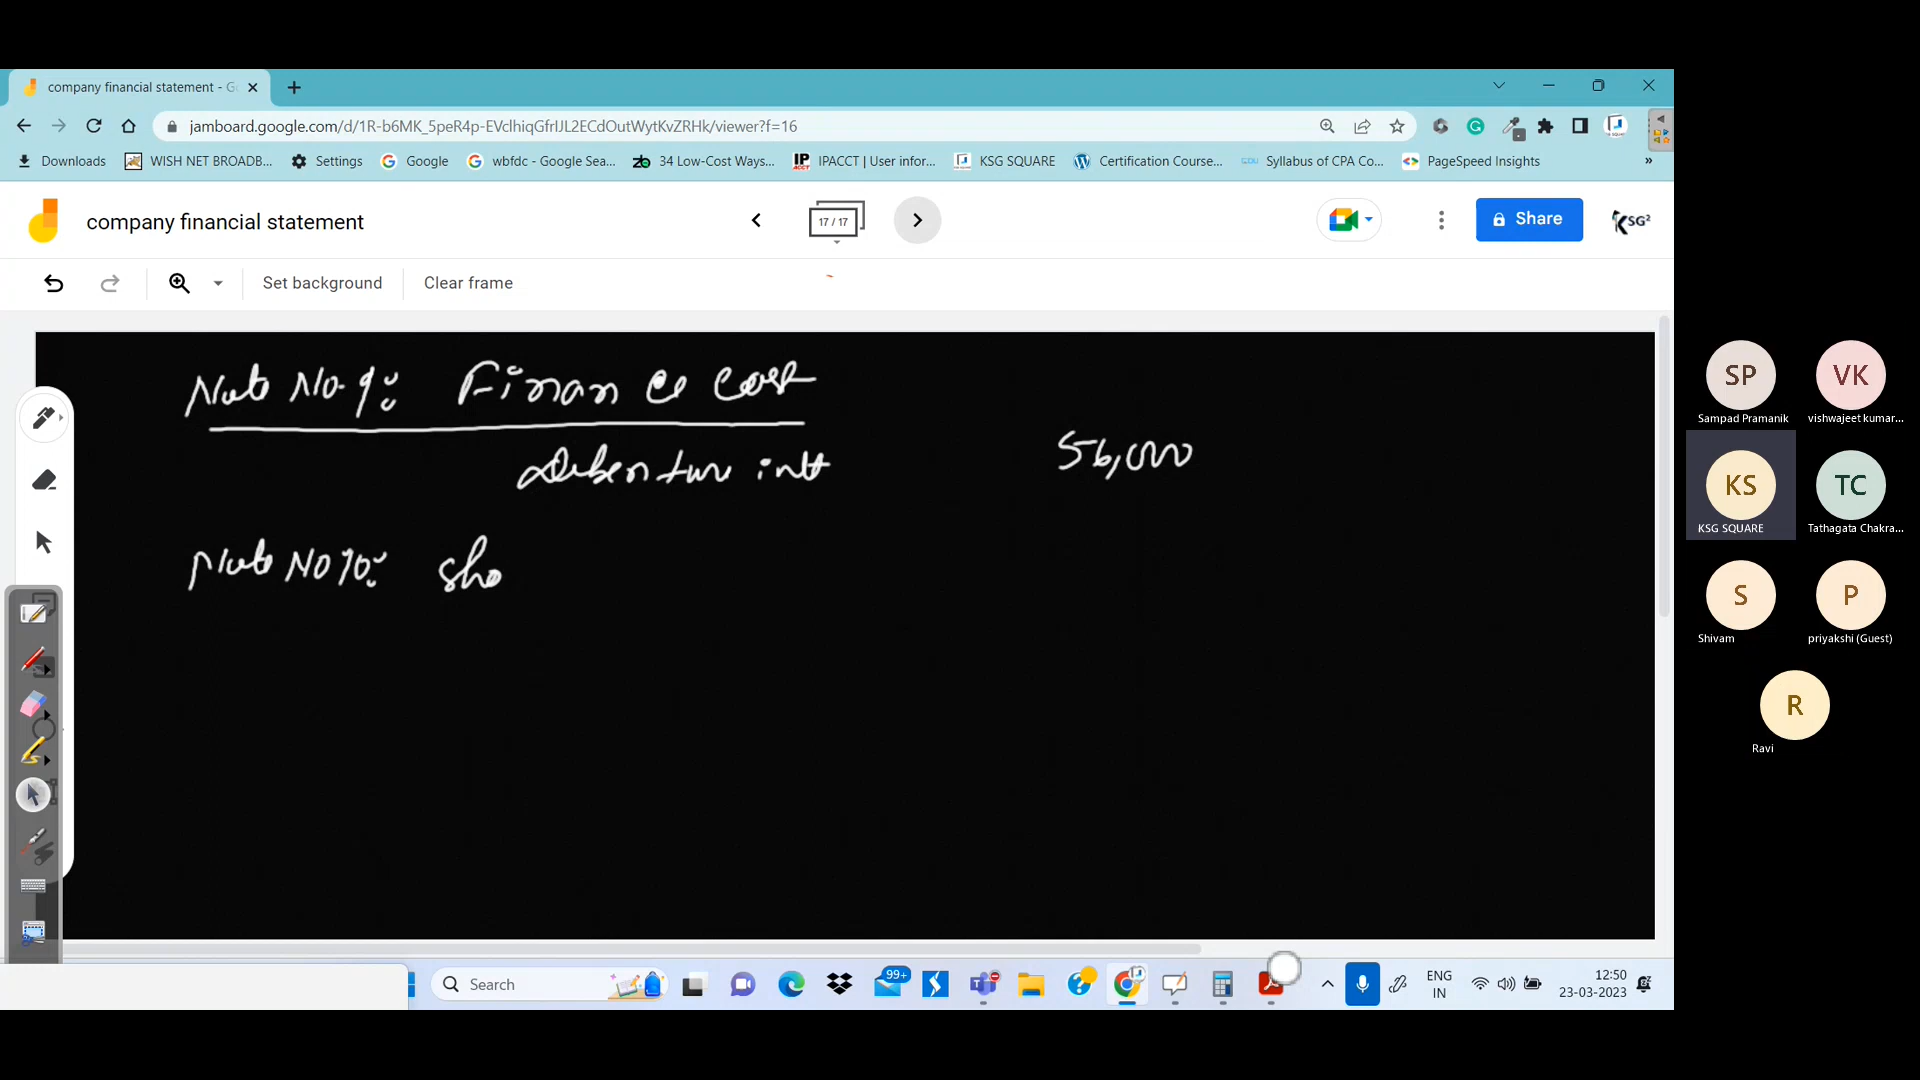 company financial statement - G
jamboard.google.com/d/1R-b6MK_5peR4p-EVclhiqGfrIJL2ECdOutWytKvZRHk/viewer?f=16
Downloads WISH NET BROADB... Settings Google wbfdc - Google Sea... 34 Low-Cost Ways... IPACCT | User infor... KSG SQUARE Certification Course... Syllabus of CPA Co... PageSpeed Insights »
company financial statement
17 / 17
Share
KSG²
Set background Clear frame
Note No-9: Finance Cost
Debenture intt 56,000
Note No 10: sho
SP VK
Sampad Pramanik vishwajeet kumar...
KS TC
KSG SQUARE Tathagata Chakra...
S P
Shivam priyakshi (Guest)
R
Ravi
Search
99+
ENG
IN
12:50
23-03-2023